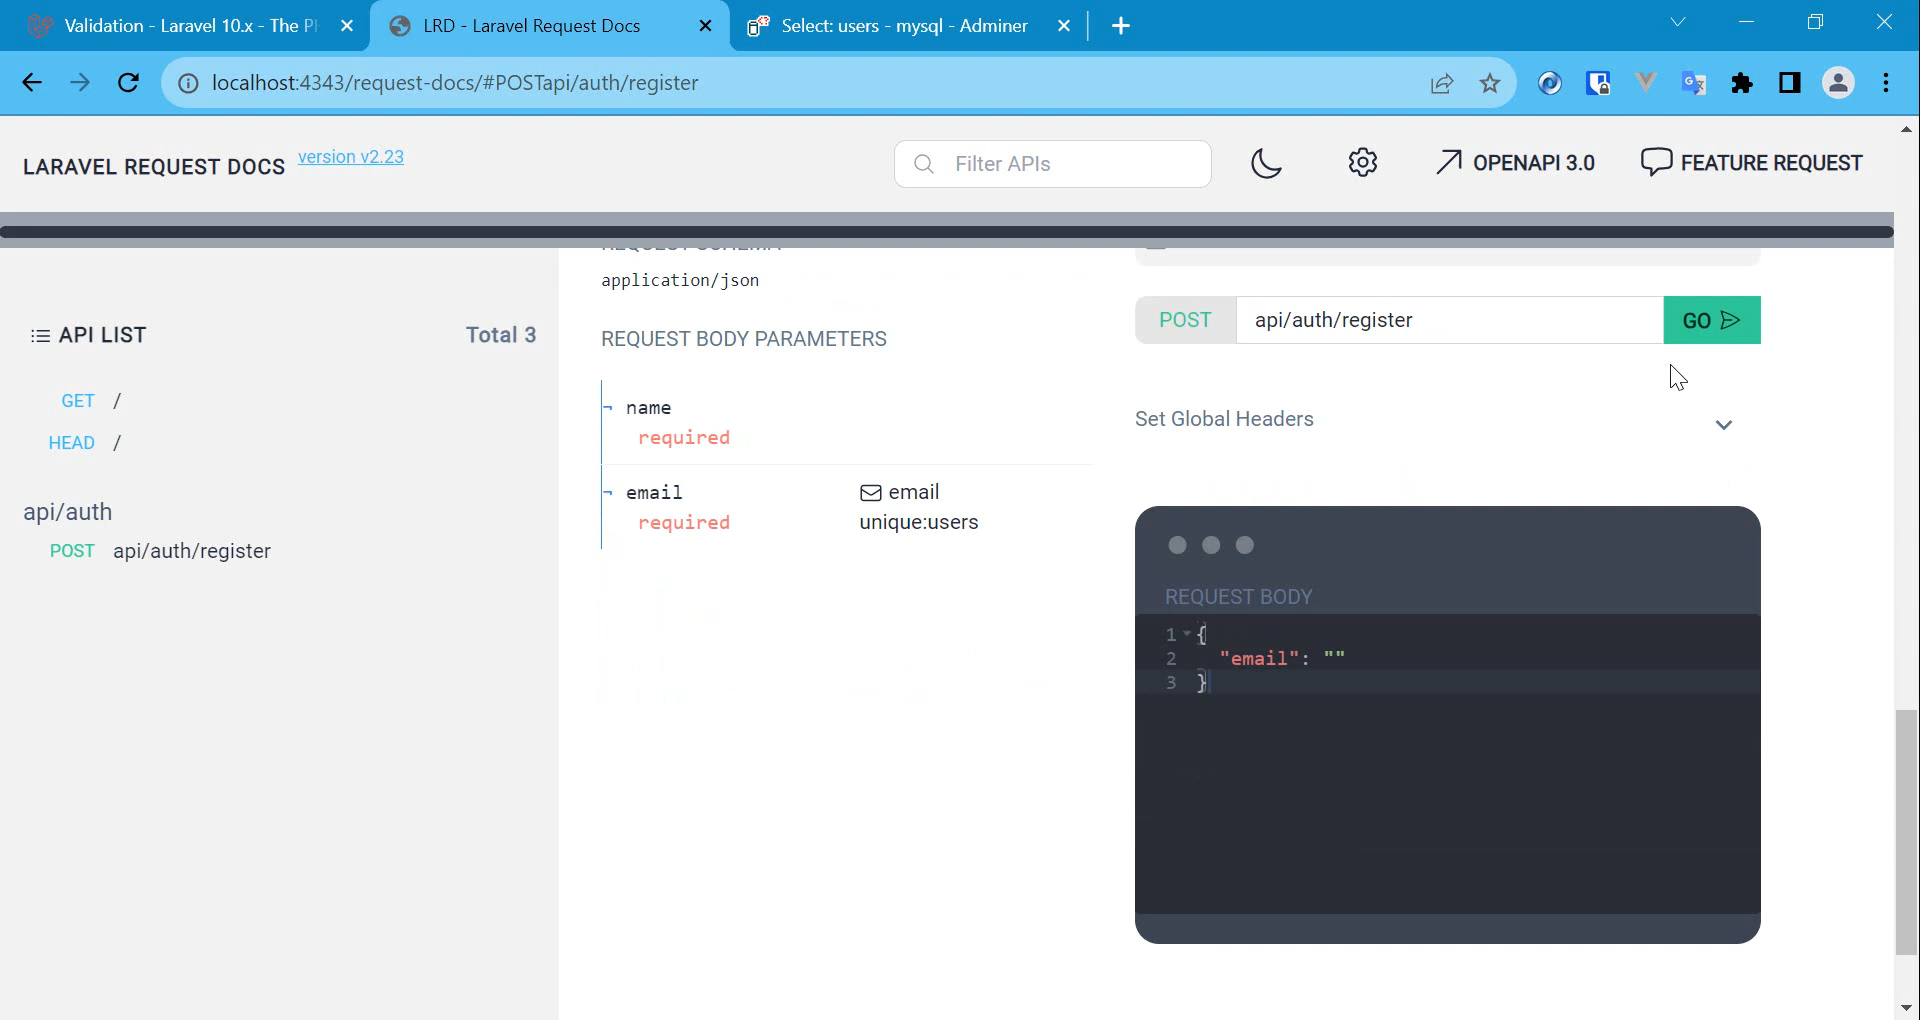 Validation - Laravel 10.x - The P
LRD - Laravel Request Docs
Select: users - mysql - Adminer
localhost:4343/request-docs/#POSTapi/auth/register
LARAVEL REQUEST DOCS version v2.23
Filter APIs
OPENAPI 3.0
FEATURE REQUEST
API LIST
Total 3
GET /
HEAD /
api/auth
POST api/auth/register
REQUEST SCHEMA
application/json
REQUEST BODY PARAMETERS
¬ name
required
¬ email
required
email
unique:users
POST api/auth/register GO
Set Global Headers
REQUEST BODY
1 {
2 "email": ""
3 }